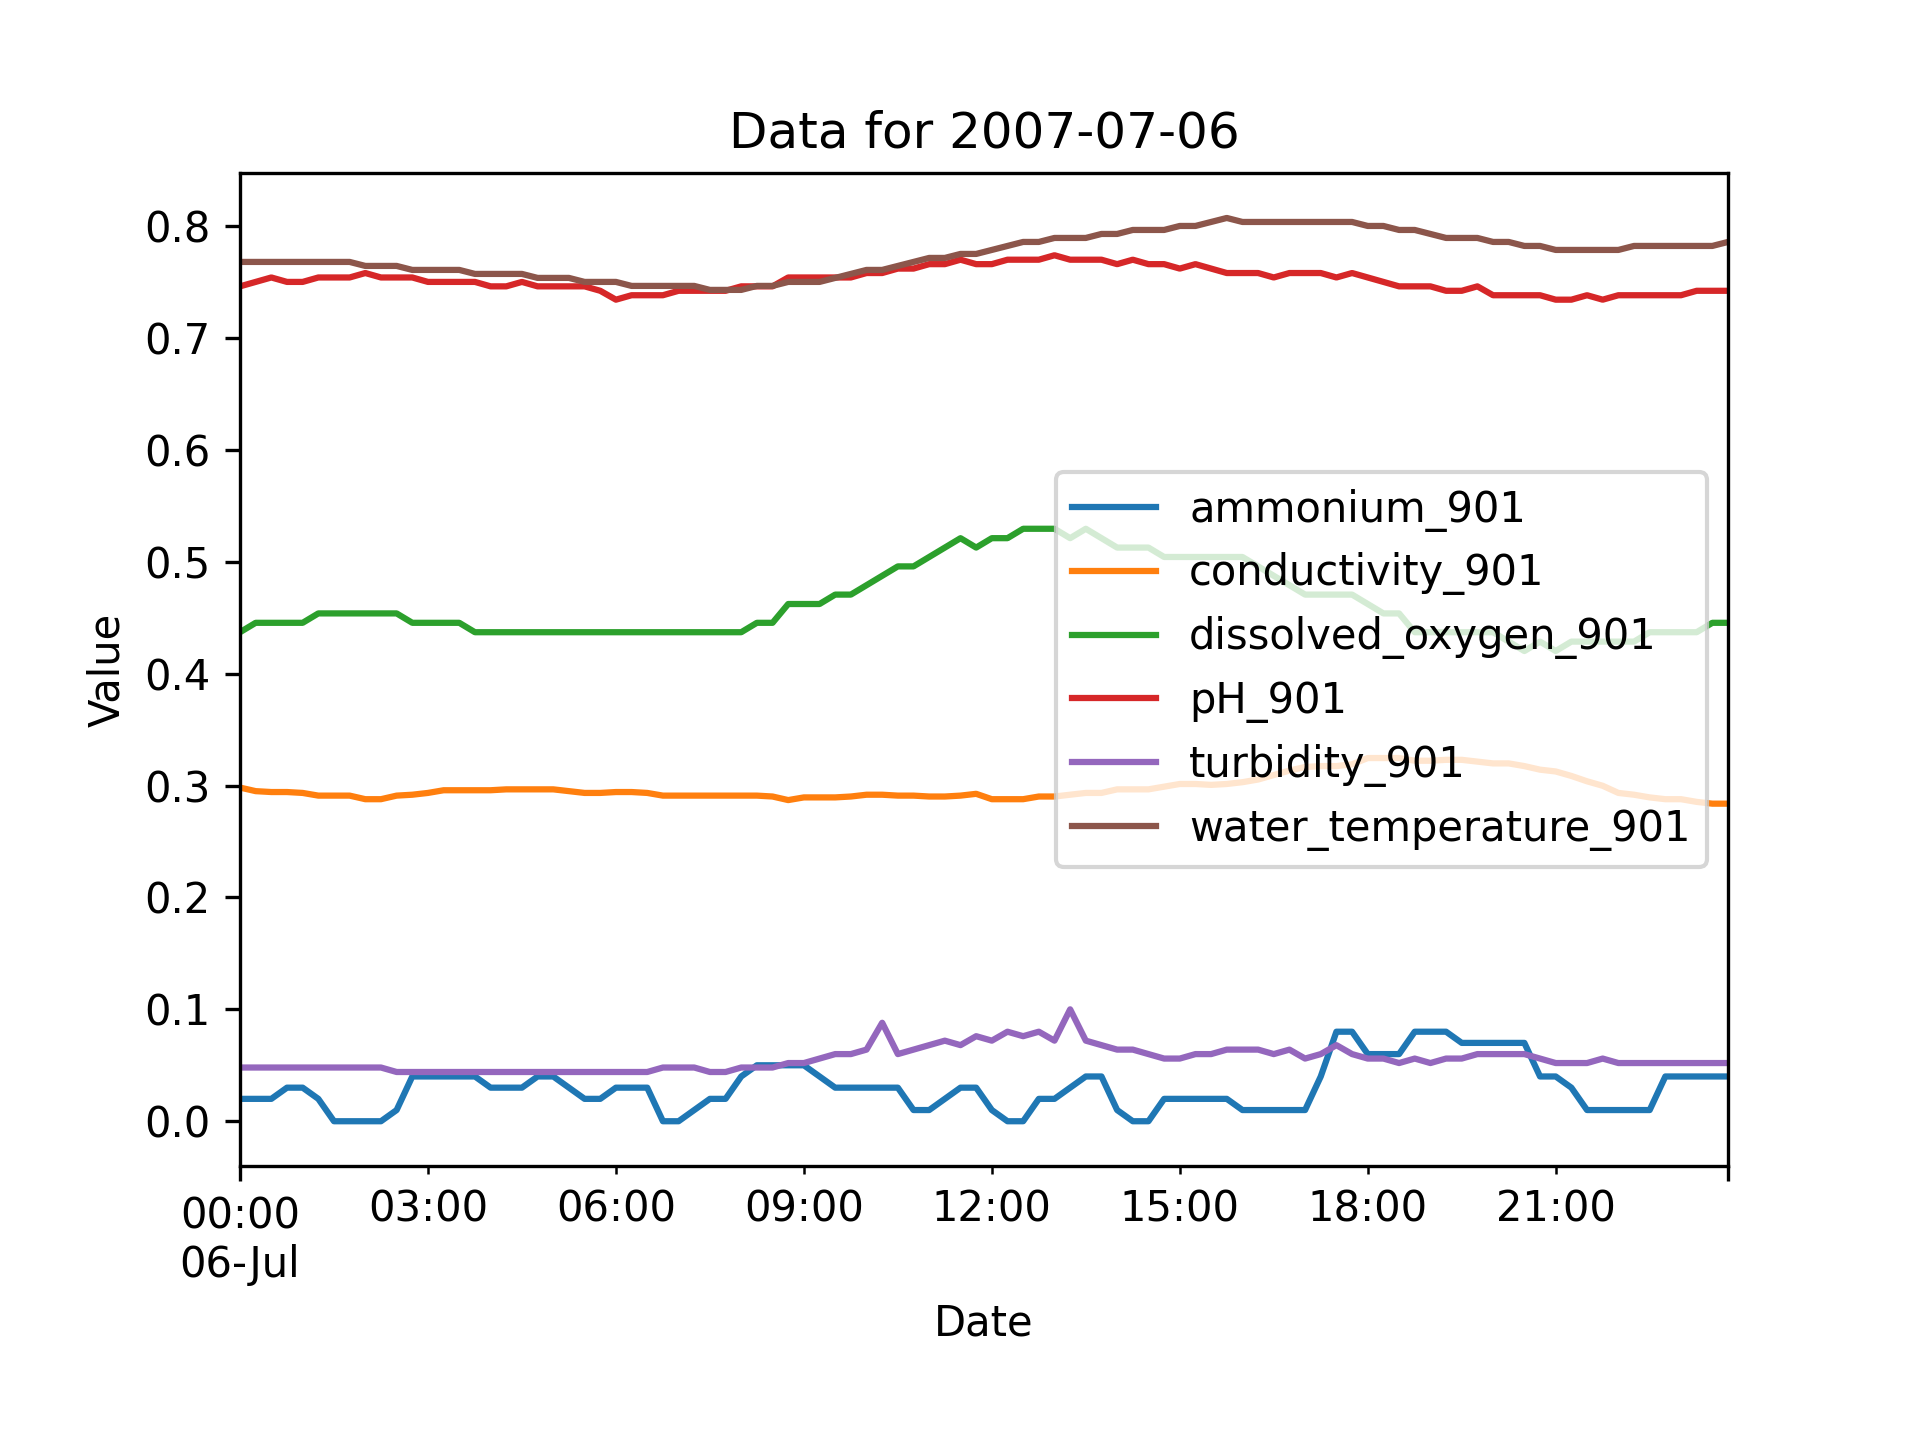 Data for 2007-07-06
Value
0.8
0.7
0.6
0.5
0.4
0.3
0.2
0.1
0.0
ammonium_901
conductivity_901
dissolved_oxygen_901
pH_901
turbidity_901
water_temperature_901
00:00 03:00 06:00 09:00 12:00 15:00 18:00 21:00
06-Jul
Date